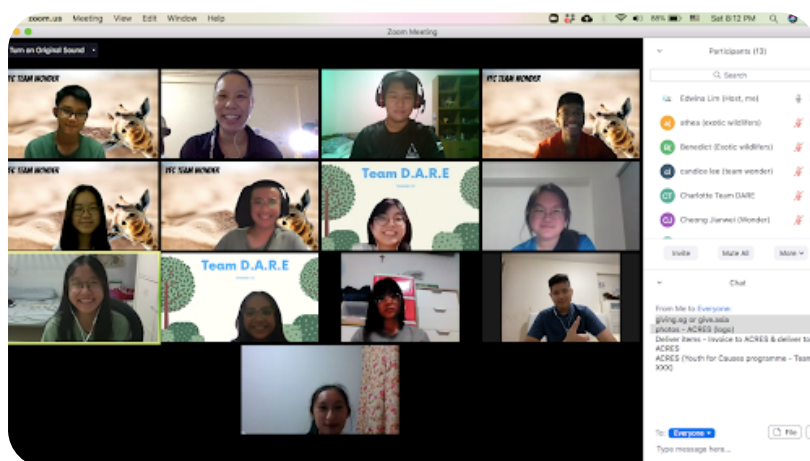 zoom.us Meeting View Edit Window Help
88% Sat 8:12 PM
Zoom Meeting
Turn on Original Sound
Participants (13)
Search
YFC TEAM WONDER
YFC TEAM WONDER
Edwina Lim (Host, me)
athea (exotic wildlifers)
Benedict (Exotic wildlifers)
candice lee (team wonder)
CT Charlotte Team DARE
CJ Cheong Jianwei (Wonder)
YFC TEAM WONDER
YFC TEAM WONDER
Team D.A.R.E
Invite Mute All More
Chat
Team D.A.R.E
From Me to Everyone:
giving.sg or give.asia
photos - ACRES (logo)
Deliver items - Invoice to ACRES & deliver to
ACRES
ACRES (Youth for Causes programme - Team
XXX)
To: Everyone File
Type message here...